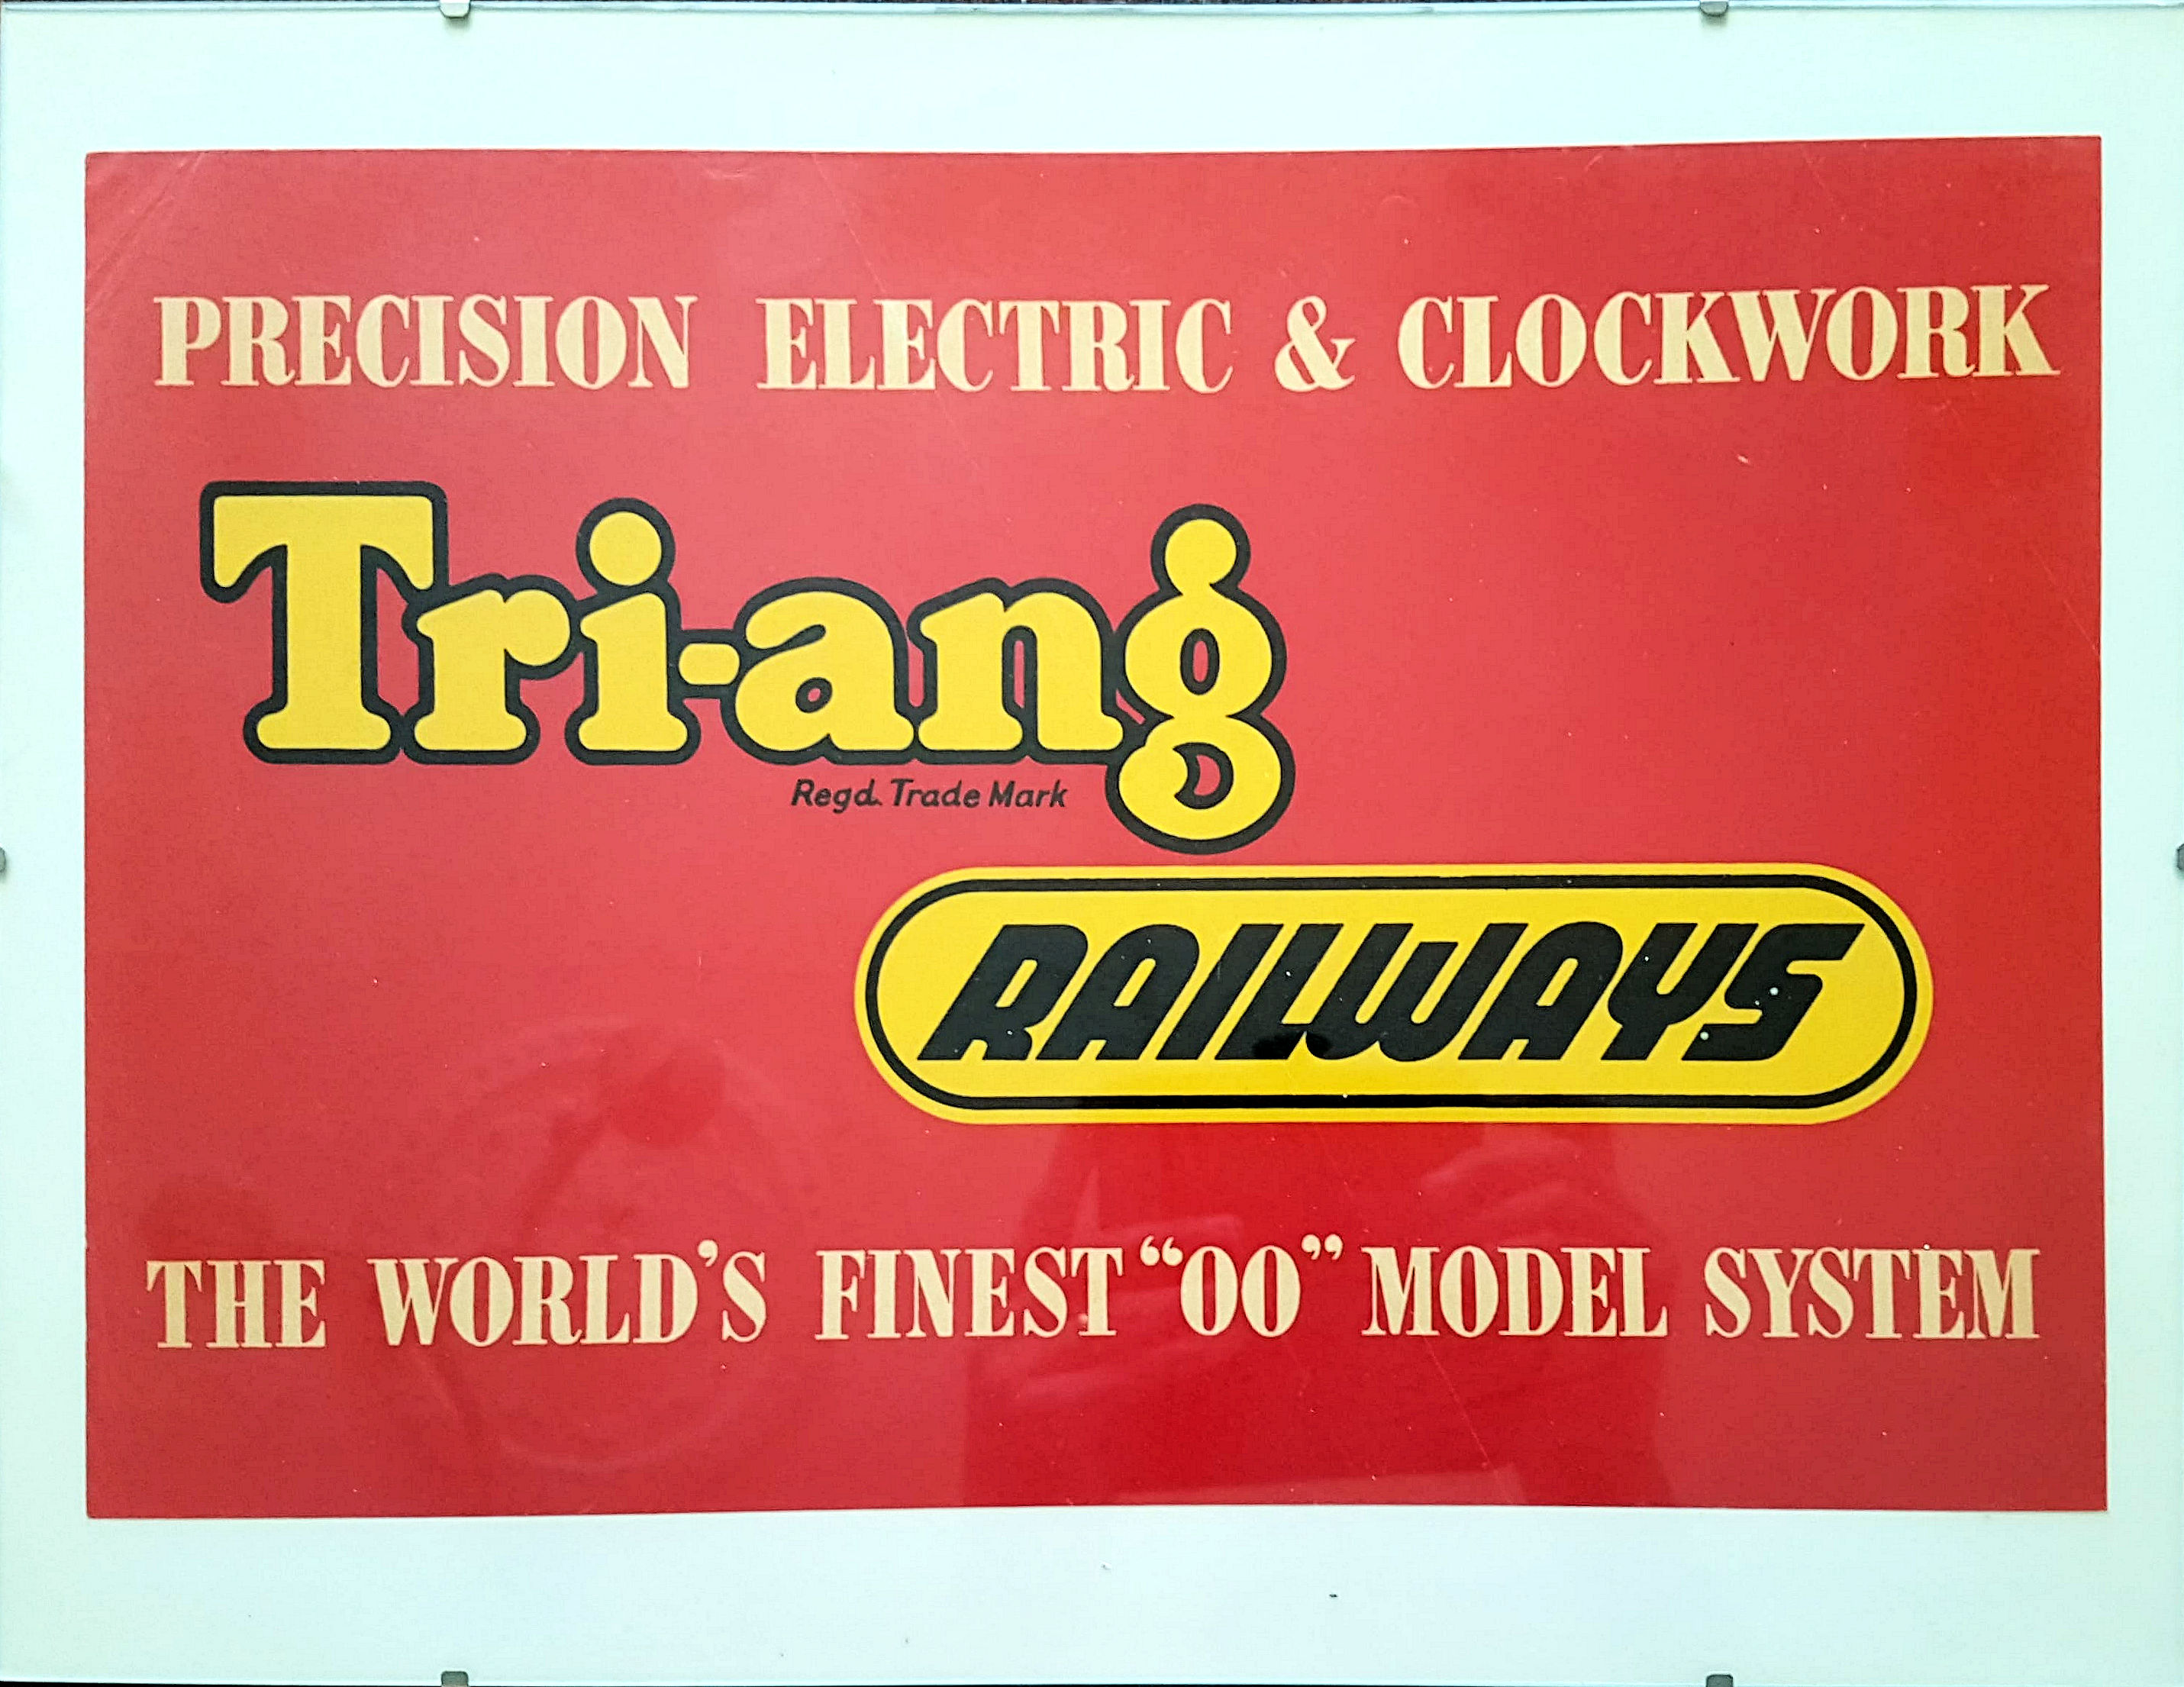 PRECISION ELECTRIC & CLOCKWORK
Tri-ang
Regd. Trade Mark
RAILWAYS
THE WORLD'S FINEST “OO” MODEL SYSTEM